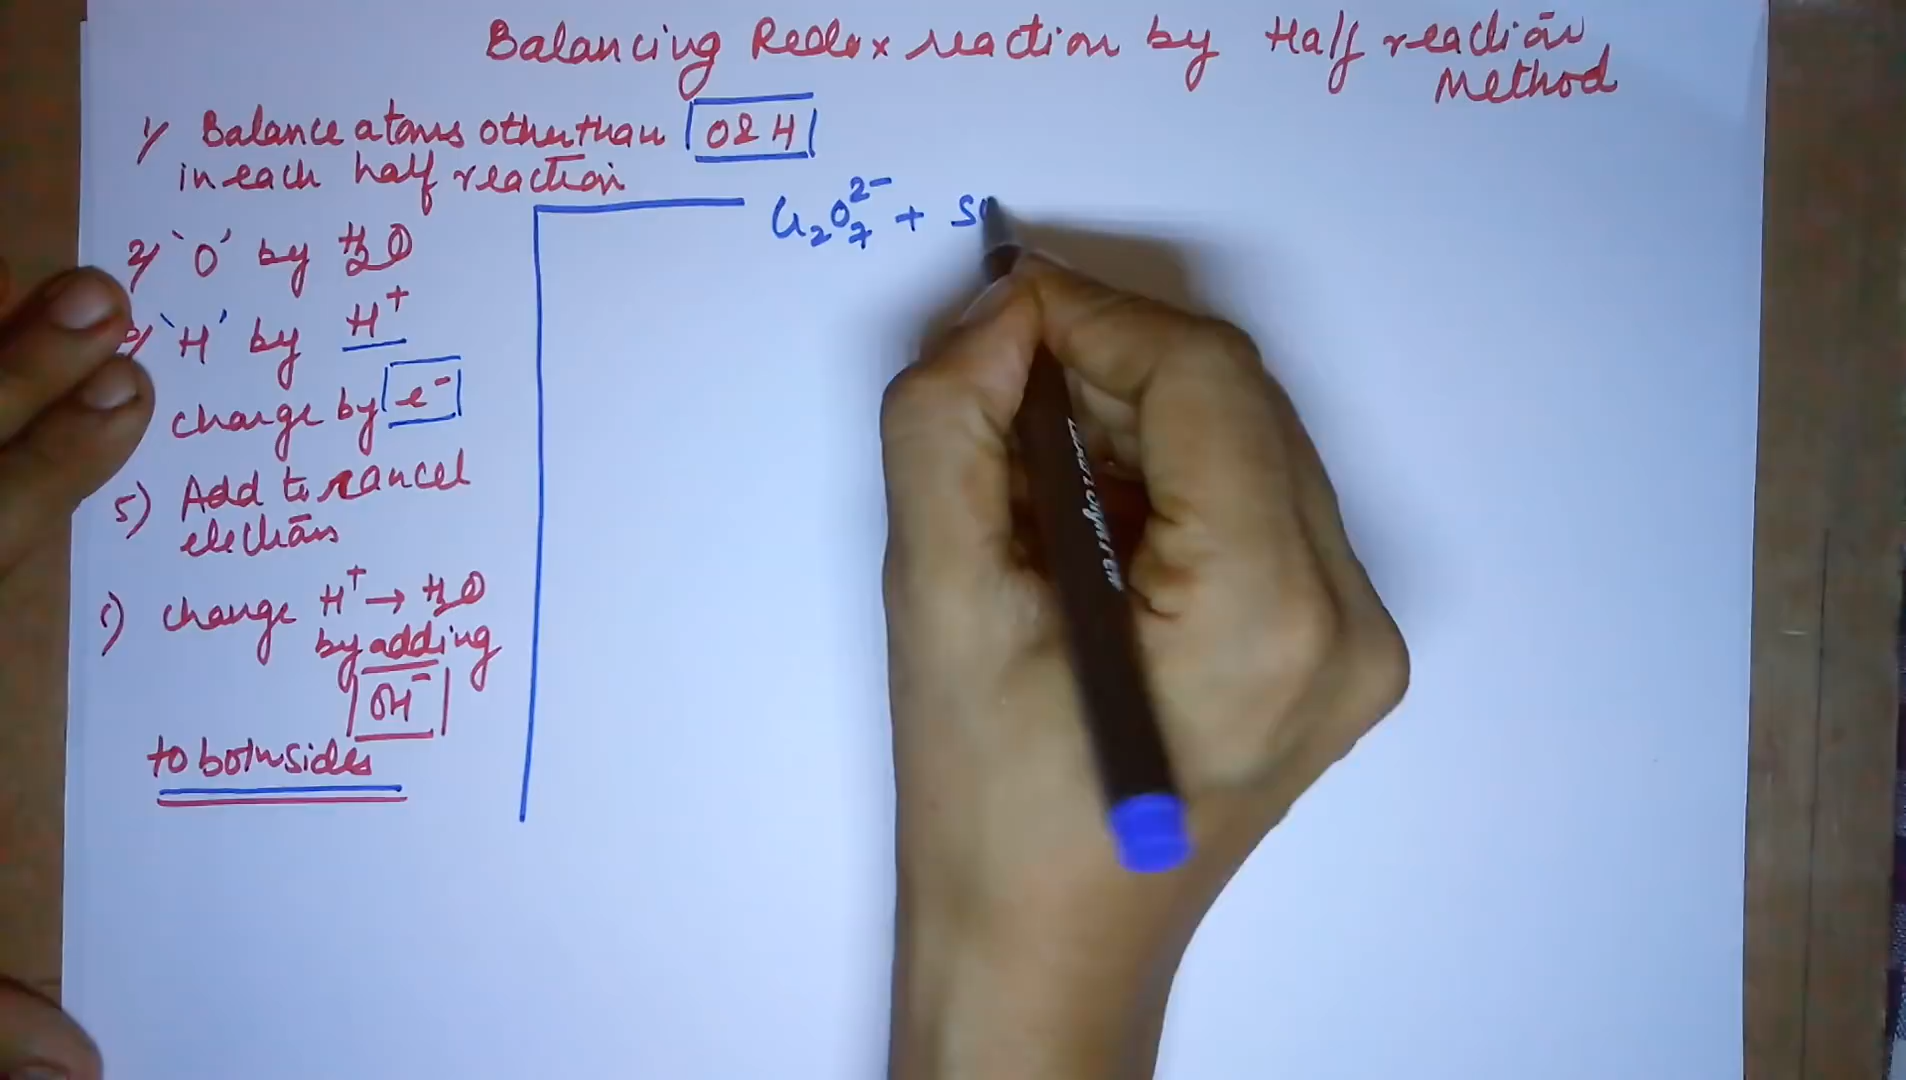 Balancing Redox reaction by Half reaction
Method
1) Balance atoms other than O & H
in each half reaction
2) 'O' by H2O
3) 'H' by H+
charge by e-
5) Add to cancel
electrons
) change H+ → H2O
by adding
OH-
to both sides
Cr2O7^2- + S